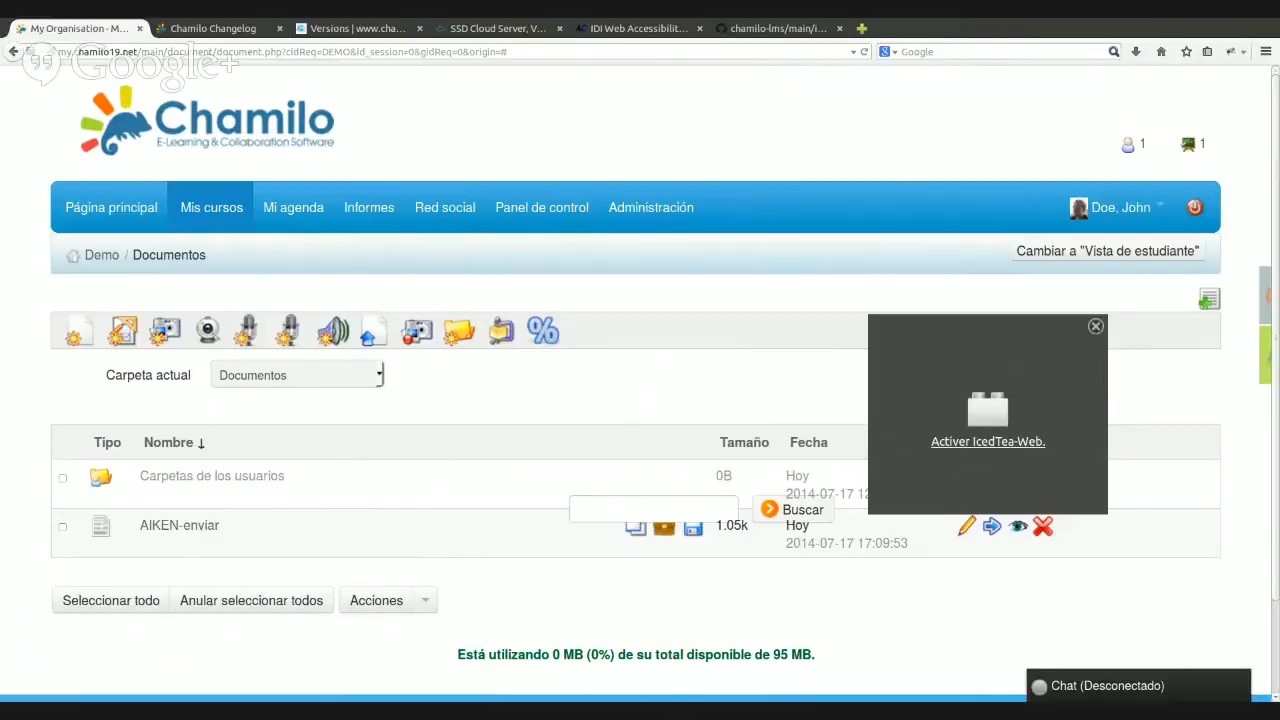 My Organisation - M...
Chamilo Changelog
Versions | www.cha...
SSD Cloud Server, V...
IDI Web Accessibilit...
chamilo-lms/main/i...
my.chamilo19.net/main/document/document.php?cidReq=DEMO&id_session=0&gidReq=0&origin=#
Google
Google+
Chamilo
E-Learning & Collaboration Software
1
1
Página principal
Mis cursos
Mi agenda
Informes
Red social
Panel de control
Administración
Doe, John
Demo / Documentos
Cambiar a "Vista de estudiante"
Carpeta actual
Documentos
Activer IcedTea-Web.
Tipo
Nombre ↓
Tamaño
Fecha
Carpetas de los usuarios
0B
Hoy
2014-07-17 12
Buscar
AIKEN-enviar
1.05k
Hoy
2014-07-17 17:09:53
Seleccionar todo
Anular seleccionar todos
Acciones
Está utilizando 0 MB (0%) de su total disponible de 95 MB.
Chat (Desconectado)